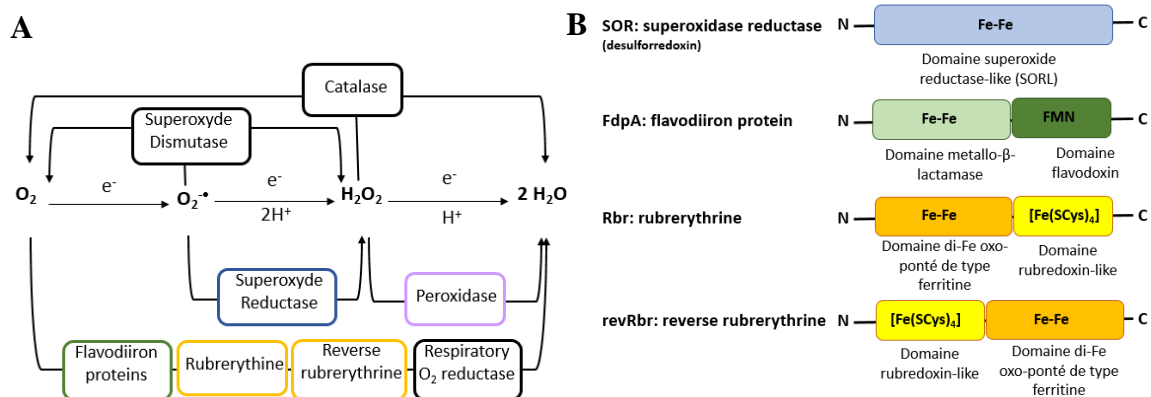 A
Catalase
Superoxyde
Dismutase
O2
e-
O2-•
e-
2H+
H2O2
e-
H+
2 H2O
Superoxyde
Reductase
Peroxidase
Flavodiiron
proteins
Rubrerythine
Reverse
rubrerythrine
Respiratory
O2 reductase
B
SOR: superoxidase reductase
(desulforredoxin)
N
Fe-Fe
C
Domaine superoxide
reductase-like (SORL)
FdpA: flavodiiron protein
N
Fe-Fe
FMN
C
Domaine metallo-β-
lactamase
Domaine
flavodoxin
Rbr: rubrerythrine
N
Fe-Fe
[Fe(SCys)4]
C
Domaine di-Fe oxo-
ponté de type
ferritine
Domaine
rubredoxin-like
revRbr: reverse rubrerythrine
N
[Fe(SCys)4]
Fe-Fe
C
Domaine
rubredoxin-like
Domaine di-Fe
oxo-ponté de type
ferritine